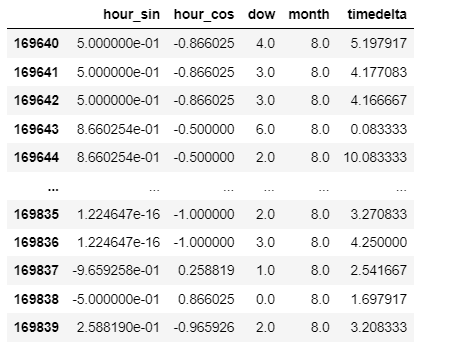 hour_sin hour_cos dow month timedelta
169640 5.000000e-01 -0.866025 4.0 8.0 5.197917
169641 5.000000e-01 -0.866025 3.0 8.0 4.177083
169642 5.000000e-01 -0.866025 3.0 8.0 4.166667
169643 8.660254e-01 -0.500000 6.0 8.0 0.083333
169644 8.660254e-01 -0.500000 2.0 8.0 10.083333
... ... ... ... ... ...
169835 1.224647e-16 -1.000000 2.0 8.0 3.270833
169836 1.224647e-16 -1.000000 3.0 8.0 4.250000
169837 -9.659258e-01 0.258819 1.0 8.0 2.541667
169838 -5.000000e-01 0.866025 0.0 8.0 1.697917
169839 2.588190e-01 -0.965926 2.0 8.0 3.208333